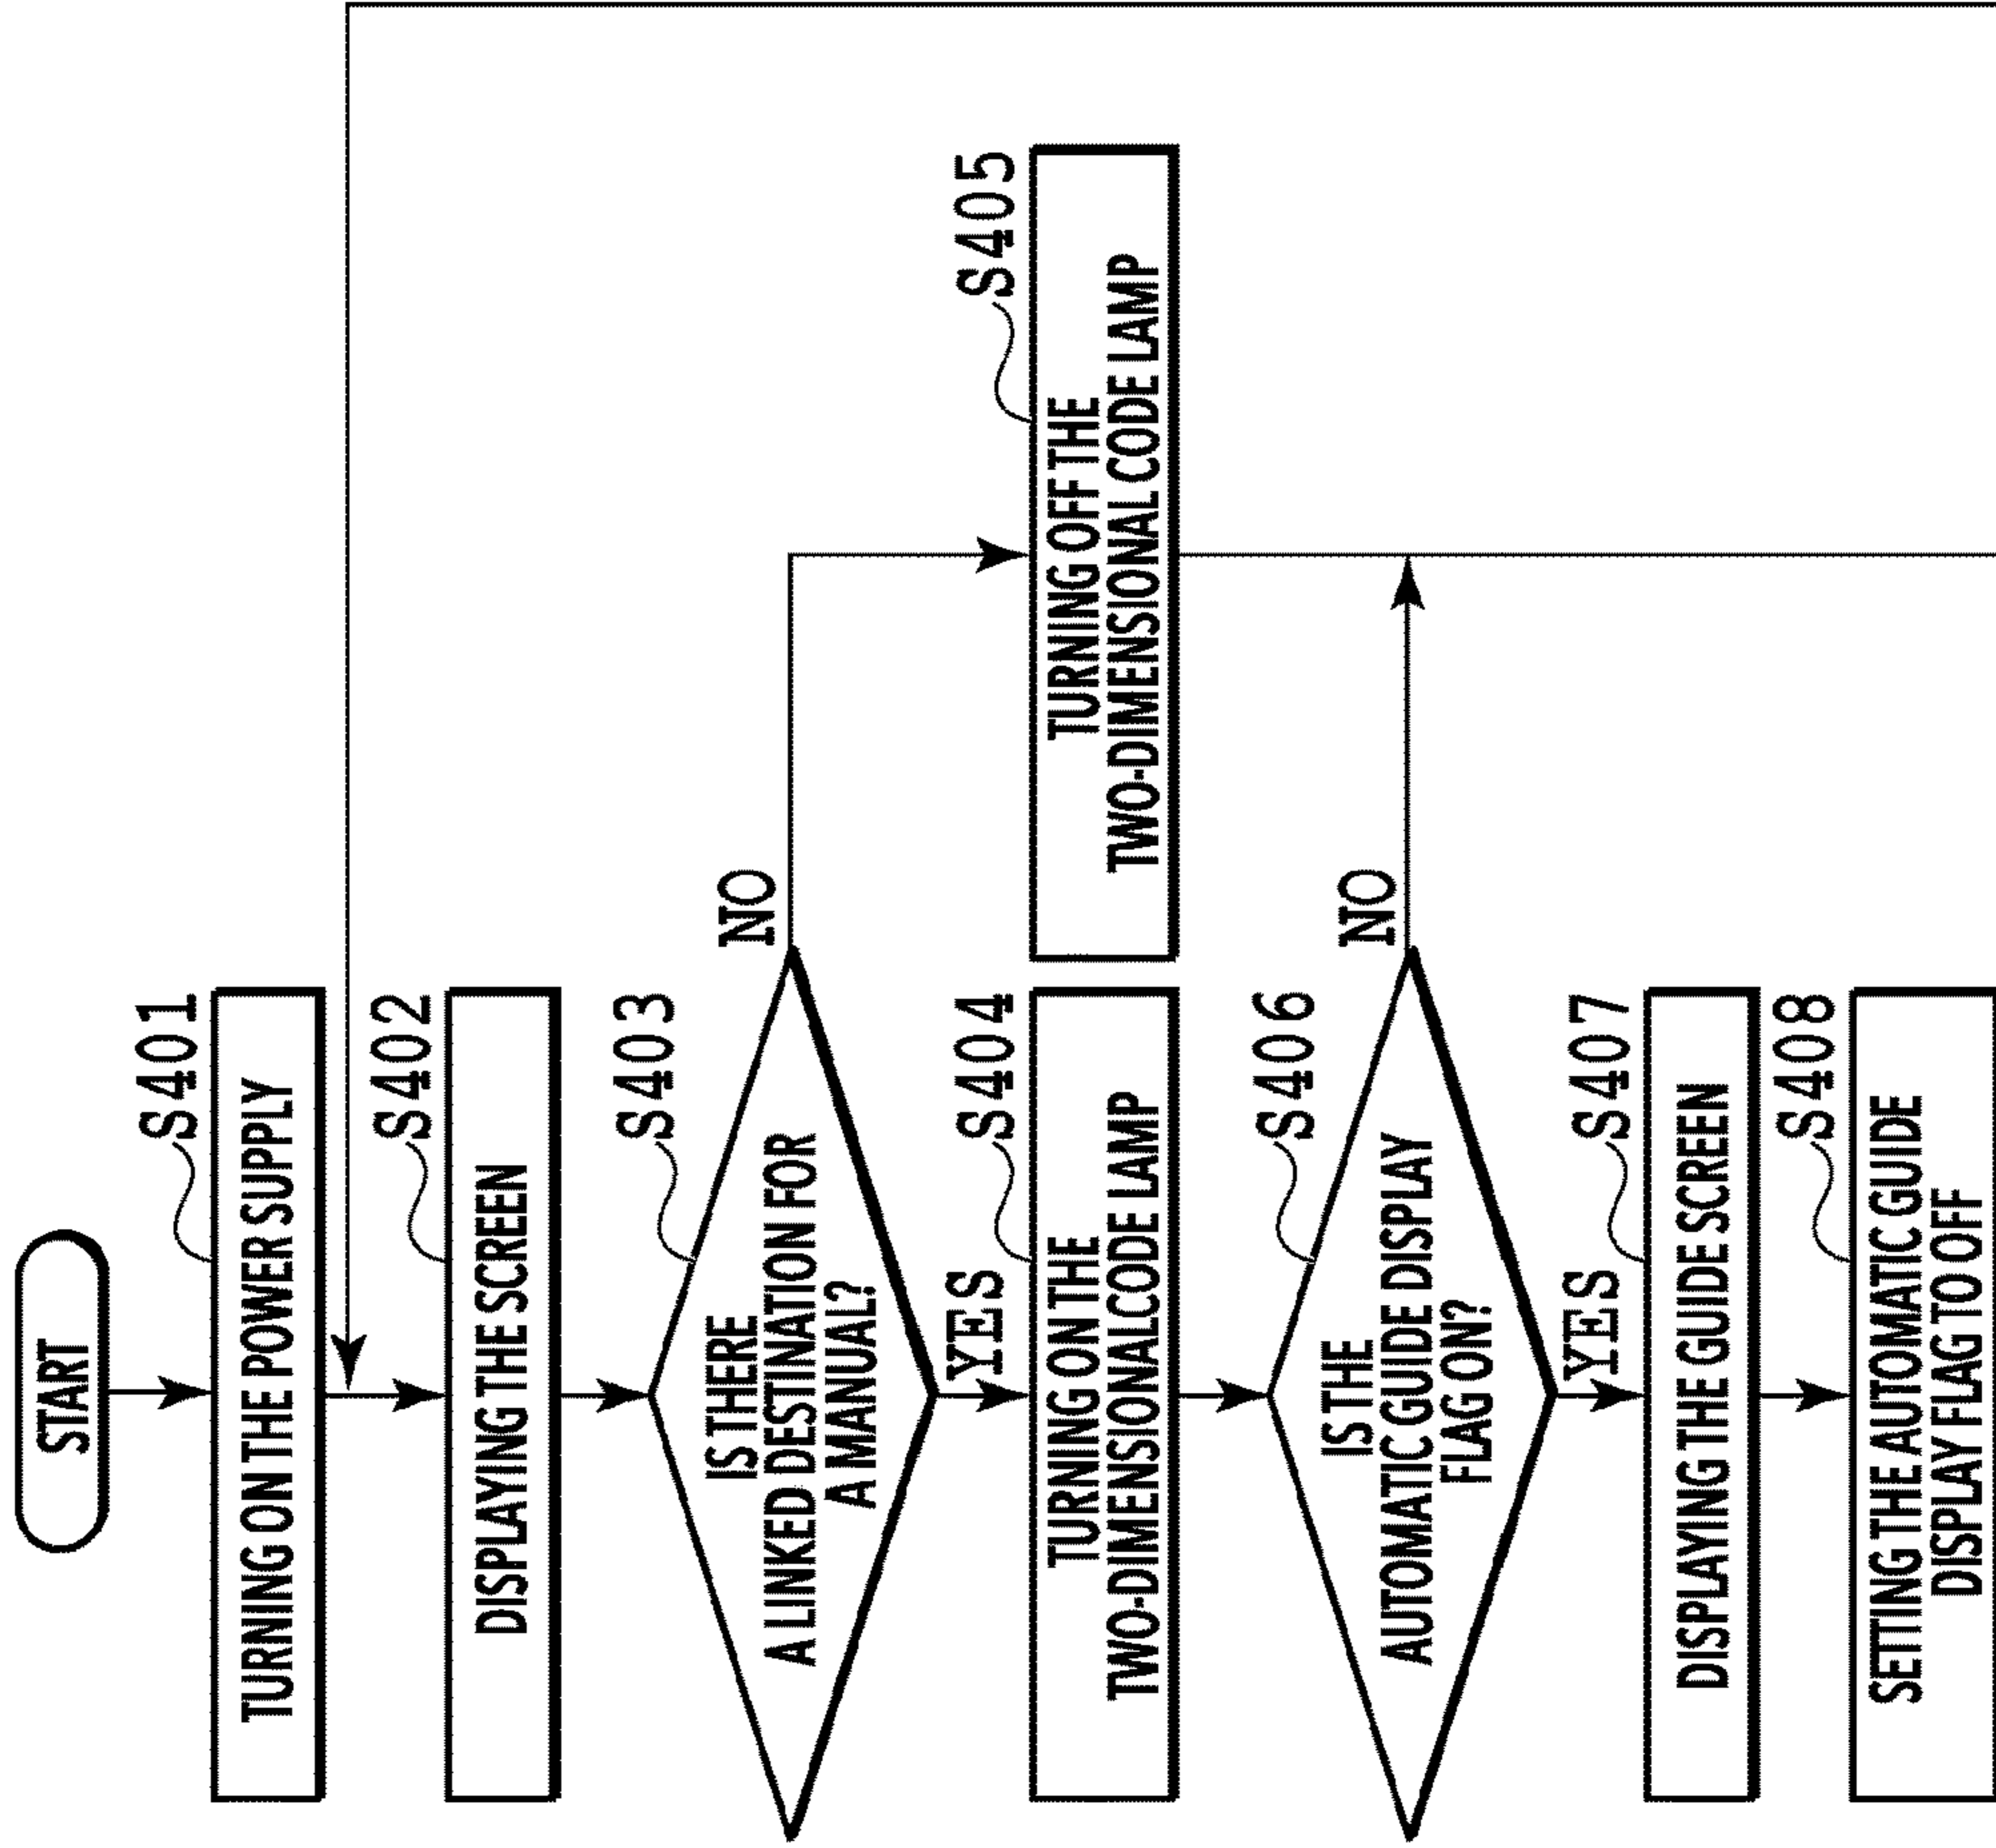 START
S401
TURNING ON THE POWER SUPPLY
S402
DISPLAYING THE SCREEN
S403
IS THERE
A LINKED DESTINATION FOR
A MANUAL?
NO
YES
S404
TURNING ON THE
TWO-DIMENSIONALCODE LAMP
S405
TURNING OFF THE
TWO-DIMENSIONAL CODE LAMP
S406
IS THE
AUTOMATIC GUIDE DISPLAY
FLAG ON?
NO
YES
S407
DISPLAYING THE GUIDE SCREEN
S408
SETTING THE AUTOMATIC GUIDE
DISPLAY FLAG TO OFF